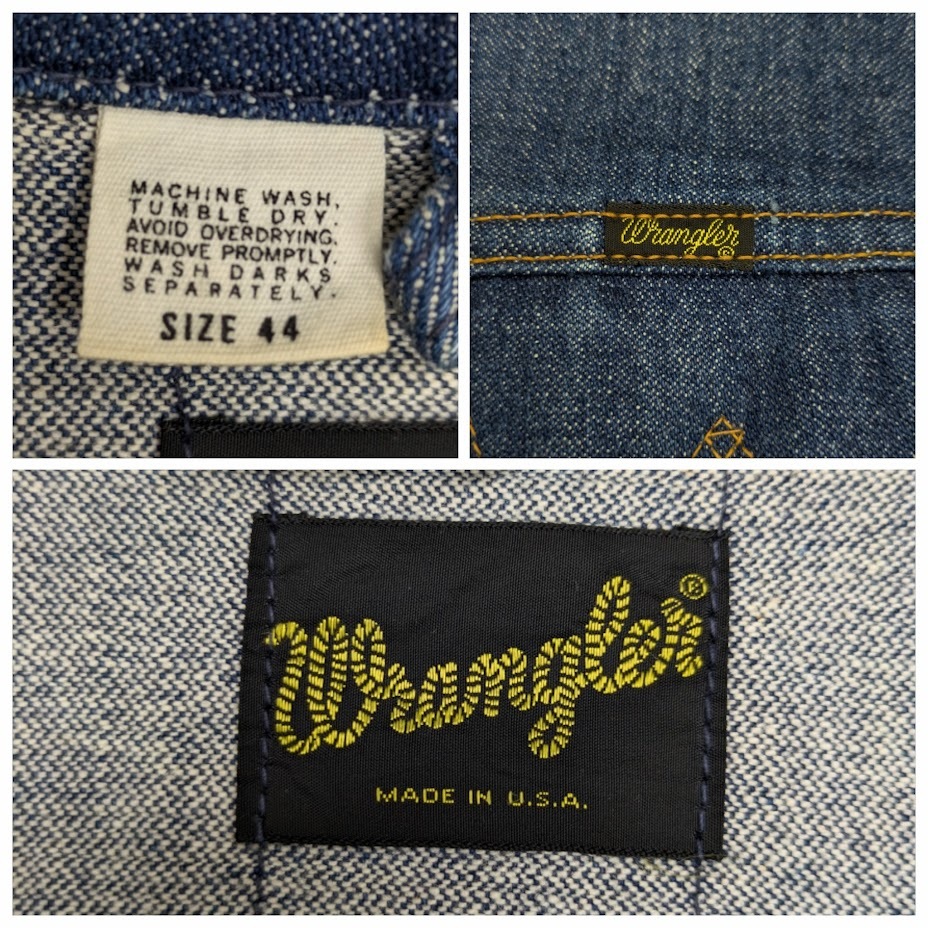 MACHINE WASH,
TUMBLE DRY.
AVOID OVERDRYING.
REMOVE PROMPTLY.
WASH DARKS
SEPARATELY.
SIZE 44
Wrangler®
Wrangler®
MADE IN U.S.A.